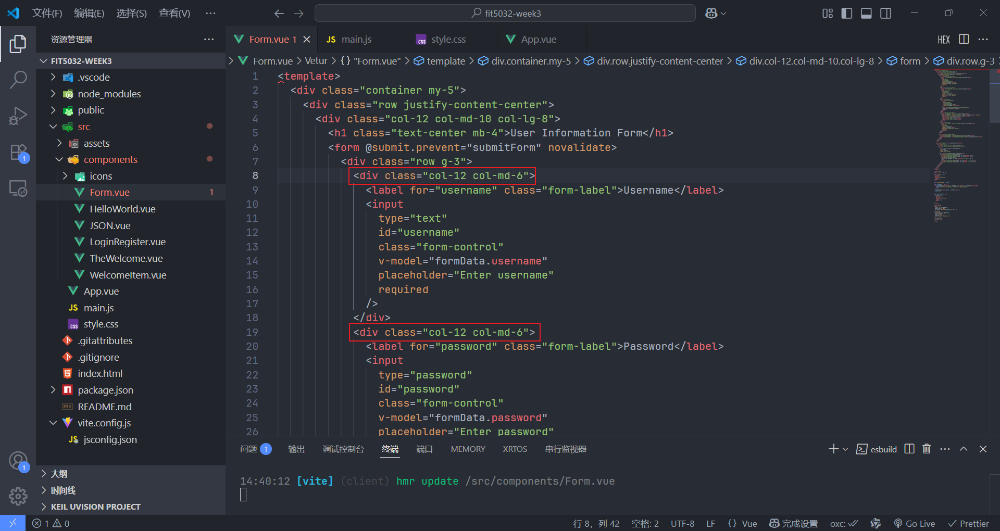 文件(F) 编辑(E) 选择(S) 查看(V) ··· fit5032-week3
资源管理器 ···
FIT5032-WEEK3
.vscode
node_modules
public
src
assets
components
icons
Form.vue 1
HelloWorld.vue
JSON.vue
LoginRegister.vue
TheWelcome.vue
WelcomeItem.vue
App.vue
JS main.js
css style.css
.gitattributes
.gitignore
index.html
package.json
README.md
vite.config.js
JS jsconfig.json
大纲
时间线
KEIL UVISION PROJECT
1
1
Form.vue 1 JS main.js css style.css App.vue HEX ···
Form.vue > Vetur > {} "Form.vue" > template > div.container.my-5 > div.row.justify-content-center > div.col-12.col-md-10.col-lg-8 > form > div.row.g-3
1 <template>
2 <div class="container my-5">
3 <div class="row justify-content-center">
4 <div class="col-12 col-md-10 col-lg-8">
5 <h1 class="text-center mb-4">User Information Form</h1>
6 <form @submit.prevent="submitForm" novalidate>
7 <div class="row g-3">
8 <div class="col-12 col-md-6">
9 <label for="username" class="form-label">Username</label>
10 <input
11 type="text"
12 id="username"
13 class="form-control"
14 v-model="formData.username"
15 placeholder="Enter username"
16 required
17 />
18 </div>
19 <div class="col-12 col-md-6">
20 <label for="password" class="form-label">Password</label>
21 <input
22 type="password"
23 id="password"
24 class="form-control"
25 v-model="formData.password"
26 placeholder="Enter password"
问题 1 输出 调试控制台 终端 端口 MEMORY XRTOS 串行监视器 esbuild ···
14:40:12 [vite] (client) hmr update /src/components/Form.vue
1 0 行 8，列 42 空格: 2 UTF-8 LF {} Vue 完成设置 oxc: Go Live Prettier